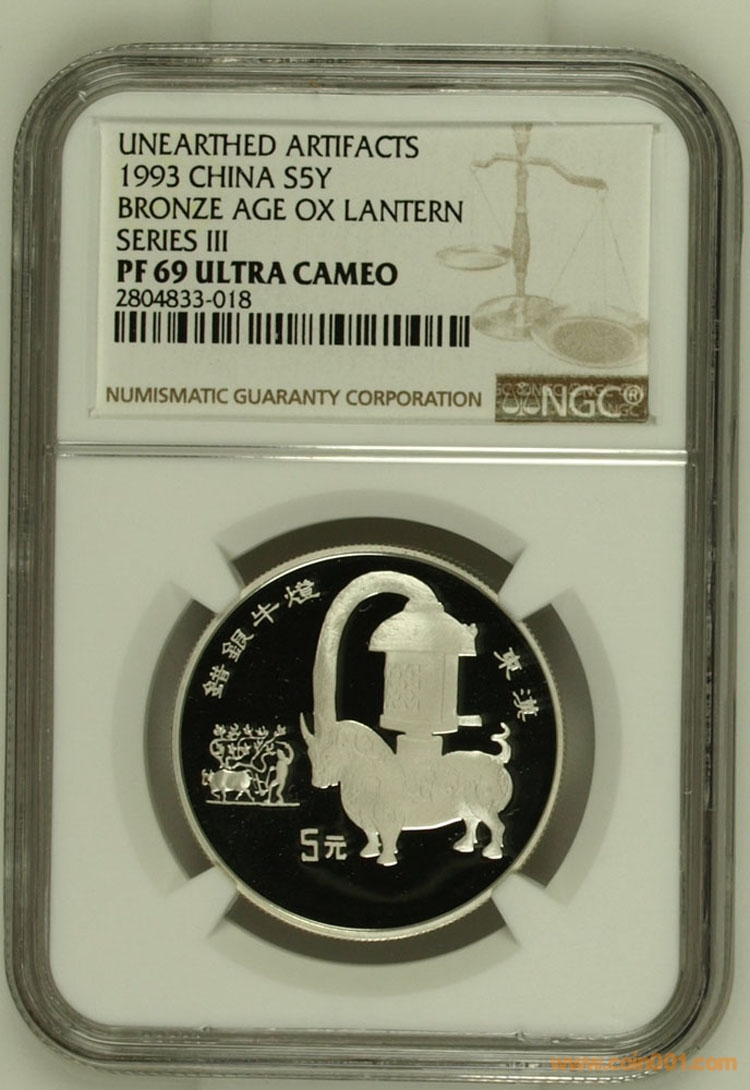 UNEARTHED ARTIFACTS
1993 CHINA S5Y
BRONZE AGE OX LANTERN
SERIES III
PF 69 ULTRA CAMEO
2804833-018
NUMISMATIC GUARANTY CORPORATION
NGC®
錯銀牛燈
東漢
5元
www.coin001.com